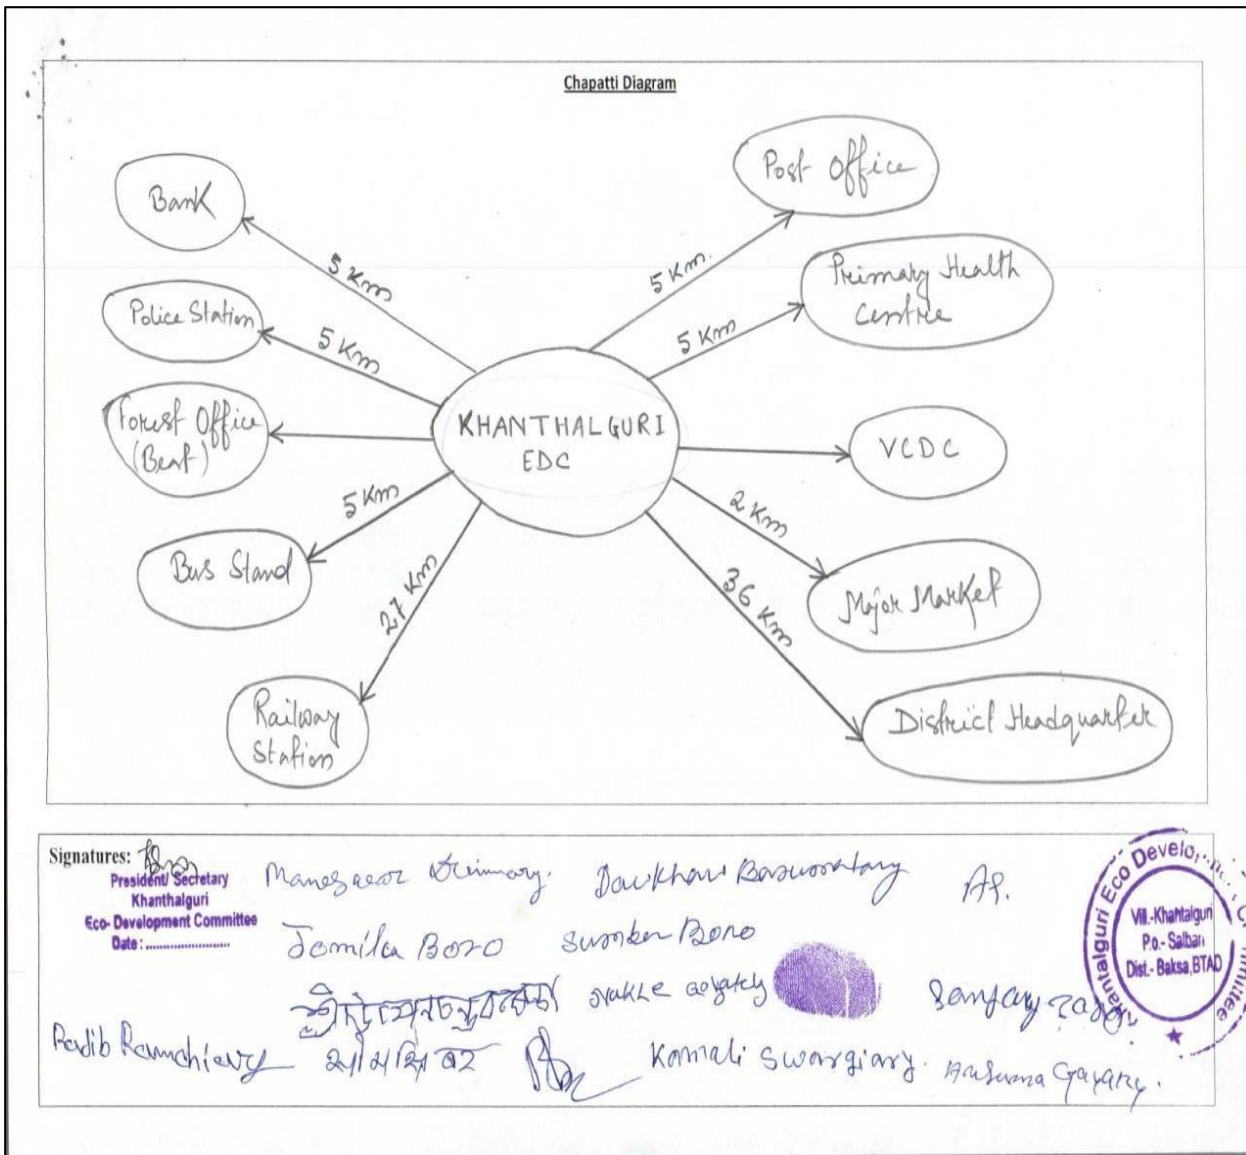 Chapatti Diagram
Bank
Post Office
5 Km
5 Km.
Police Station
Primary Health
Centre
5 Km
5 Km
Forest Office
(Beat)
KHANTHALGURI
EDC
VCDC
5 Km
2 Km
Bus Stand
Major Market
27 Km
36 Km
Railway
Station
District Headquarter
Signatures:
President/ Secretary
Khanthalguri
Eco- Development Committee
Date :
Jomila Boro
Boro
Kamali Swargiary.
Khantalguri Eco Develo
Vill.-Khantalguri
P.o.- Salbari
Dist.- Baksa,BTAD